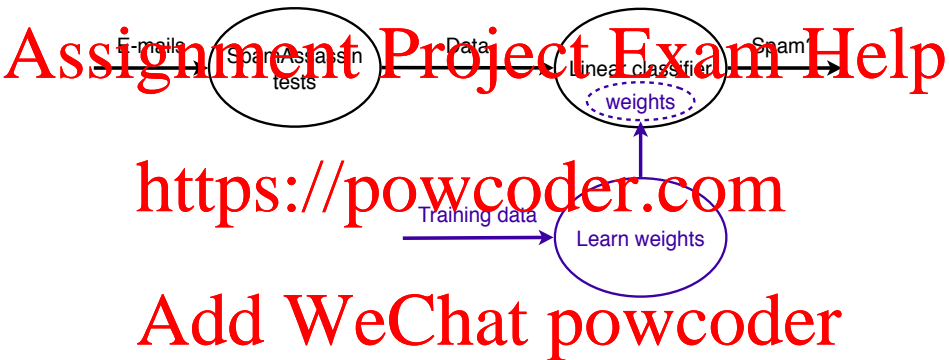 E-mails
SpamAssassin
tests
Data
Linear classifier
weights
Spam?
Assignment Project Exam Help
https://powcoder.com
Training data
Learn weights
Add WeChat powcoder